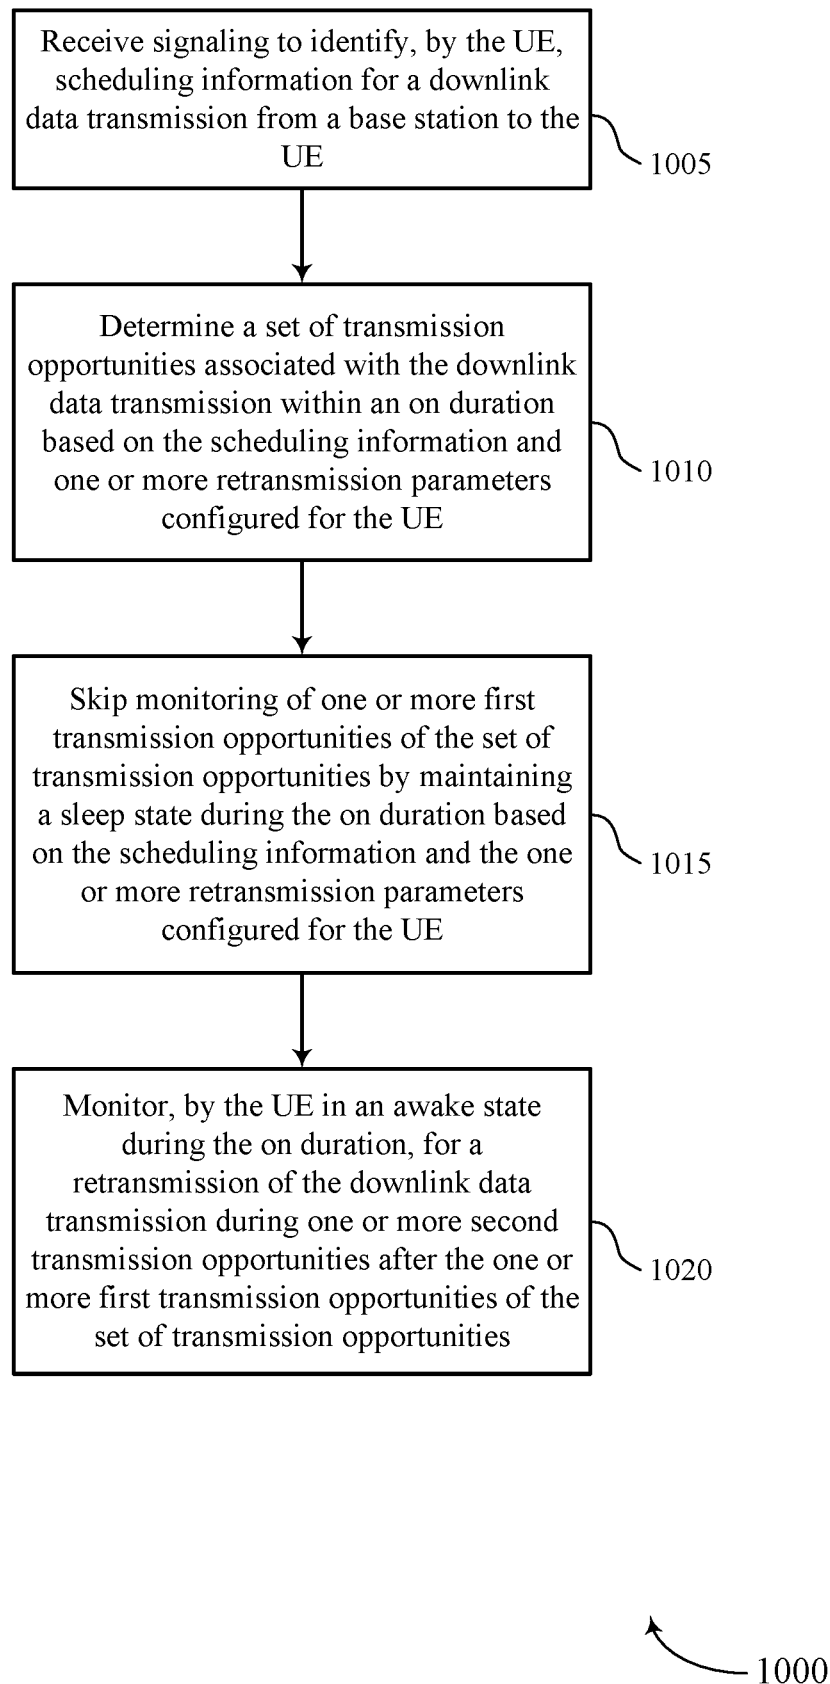 Receive signaling to identify, by the UE,
scheduling information for a downlink
data transmission from a base station to the
UE
1005
Determine a set of transmission
opportunities associated with the downlink
data transmission within an on duration
based on the scheduling information and
one or more retransmission parameters
configured for the UE
1010
Skip monitoring of one or more first
transmission opportunities of the set of
transmission opportunities by maintaining
a sleep state during the on duration based
on the scheduling information and the one
or more retransmission parameters
configured for the UE
1015
Monitor, by the UE in an awake state
during the on duration, for a
retransmission of the downlink data
transmission during one or more second
transmission opportunities after the one or
more first transmission opportunities of the
set of transmission opportunities
1020
1000